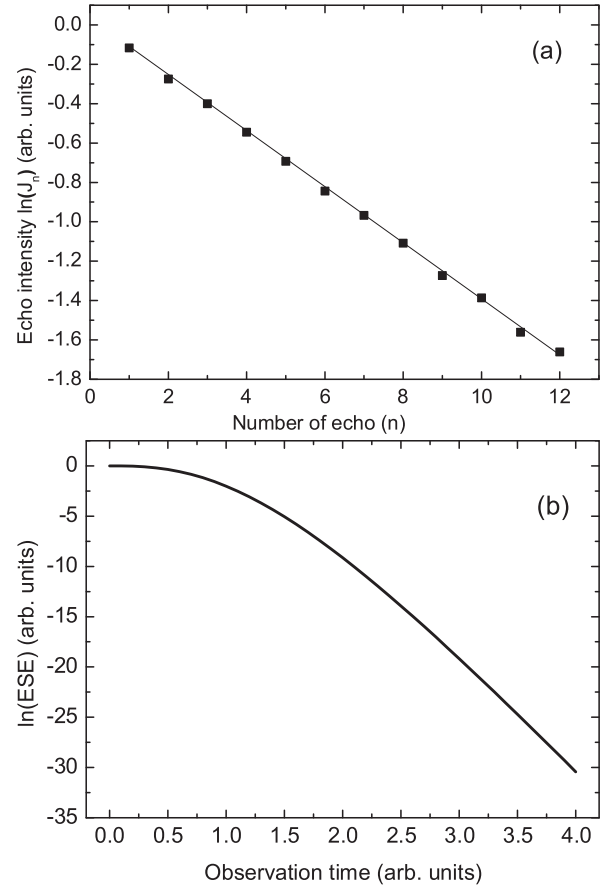 0.0
-0.2
-0.4
-0.6
-0.8
-1.0
-1.2
-1.4
-1.6
-1.8
Echo intensity ln(Jn) (arb. units)
(a)
0 2 4 6 8 10 12
Number of echo (n)
0
-5
-10
-15
-20
-25
-30
-35
ln(ESE) (arb. units)
(b)
0.0 0.5 1.0 1.5 2.0 2.5 3.0 3.5 4.0
Observation time (arb. units)